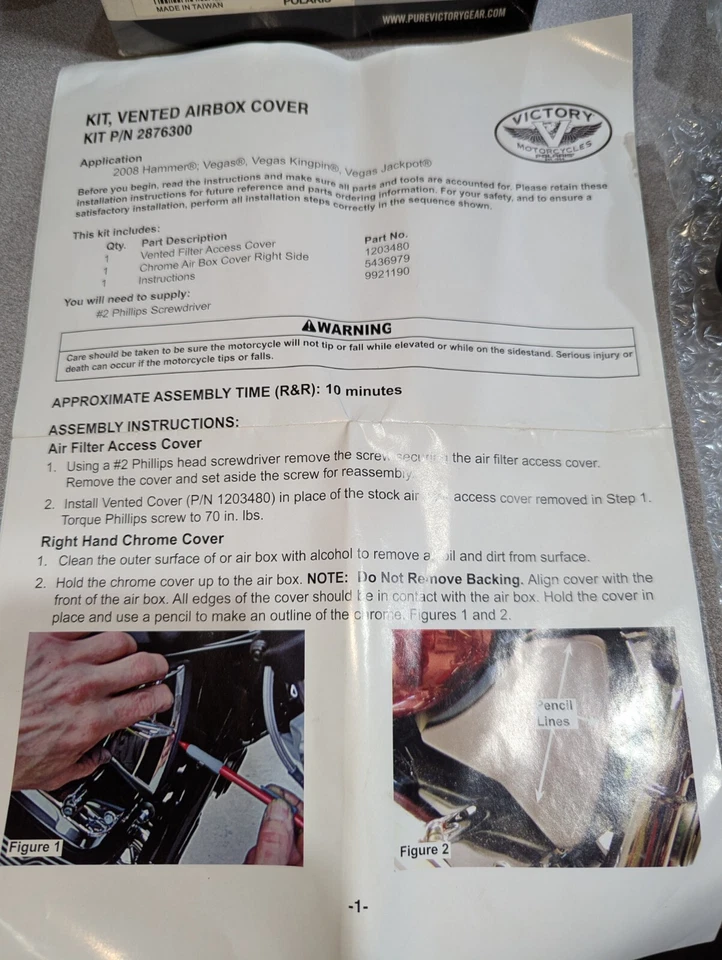 MADE IN TAIWAN
POLARIS
WWW.PUREVICTORYGEAR.COM
KIT, VENTED AIRBOX COVER
KIT P/N 2876300
VICTORY
MOTORCYCLES
Application
2008 Hammer®; Vegas®, Vegas Kingpin®, Vegas Jackpot®
Before you begin, read the instructions and make sure all parts and tools are accounted for. Please retain these
installation instructions for future reference and parts ordering information. For your safety, and to ensure a
satisfactory installation, perform all installation steps correctly in the sequence shown.
This kit includes:
Qty. Part Description Part No.
1 Vented Filter Access Cover 1203480
1 Chrome Air Box Cover Right Side 5436979
1 Instructions 9921190
You will need to supply:
#2 Phillips Screwdriver
WARNING
Care should be taken to be sure the motorcycle will not tip or fall while elevated or while on the sidestand. Serious injury or
death can occur if the motorcycle tips or falls.
APPROXIMATE ASSEMBLY TIME (R&R): 10 minutes
ASSEMBLY INSTRUCTIONS:
Air Filter Access Cover
1. Using a #2 Phillips head screwdriver remove the screw securing the air filter access cover.
Remove the cover and set aside the screw for reassembly.
2. Install Vented Cover (P/N 1203480) in place of the stock air access cover removed in Step 1.
Torque Phillips screw to 70 in. lbs.
Right Hand Chrome Cover
1. Clean the outer surface of or air box with alcohol to remove oil and dirt from surface.
2. Hold the chrome cover up to the air box. NOTE: Do Not Remove Backing. Align cover with the
front of the air box. All edges of the cover should be in contact with the air box. Hold the cover in
place and use a pencil to make an outline of the chrome. Figures 1 and 2.
Pencil
Lines
Figure 1
Figure 2
-1-